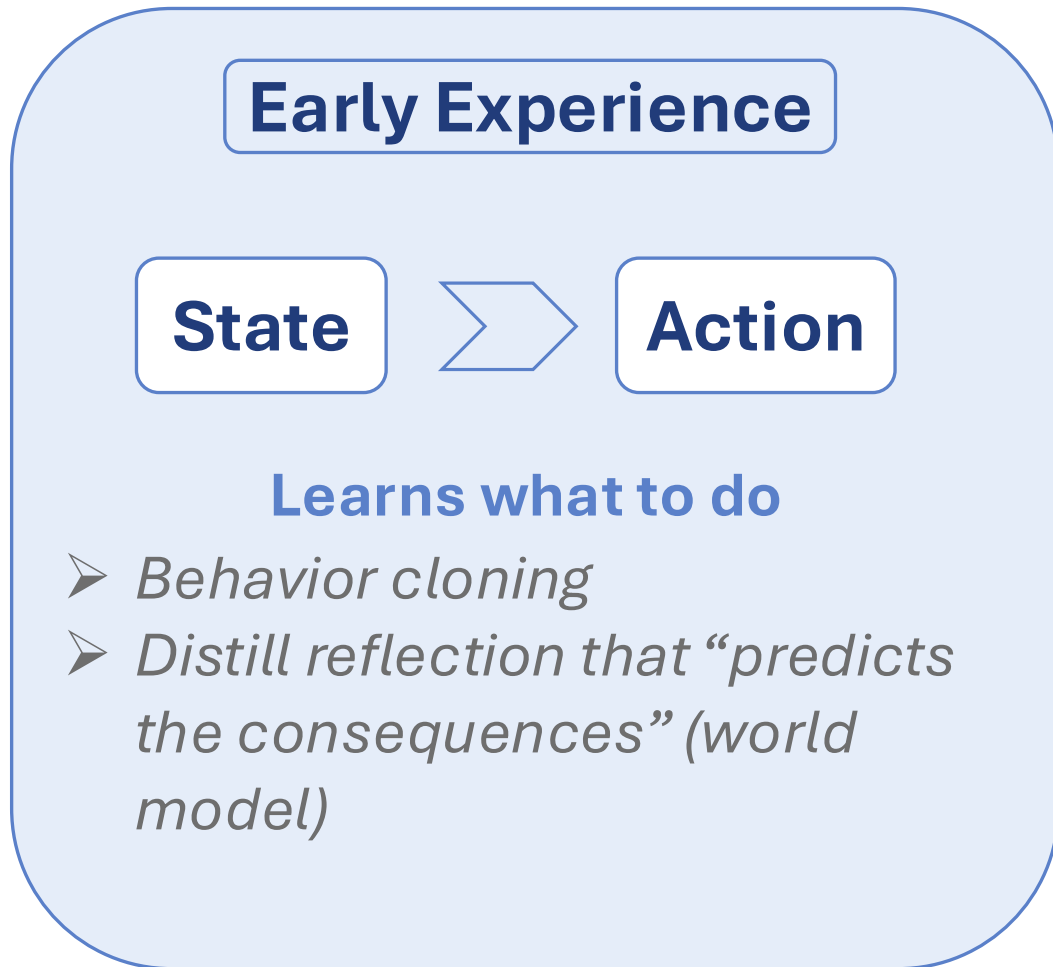 Early Experience
State
Action
Learns what to do
Behavior cloning
Distill reflection that “predicts
the consequences” (world
model)